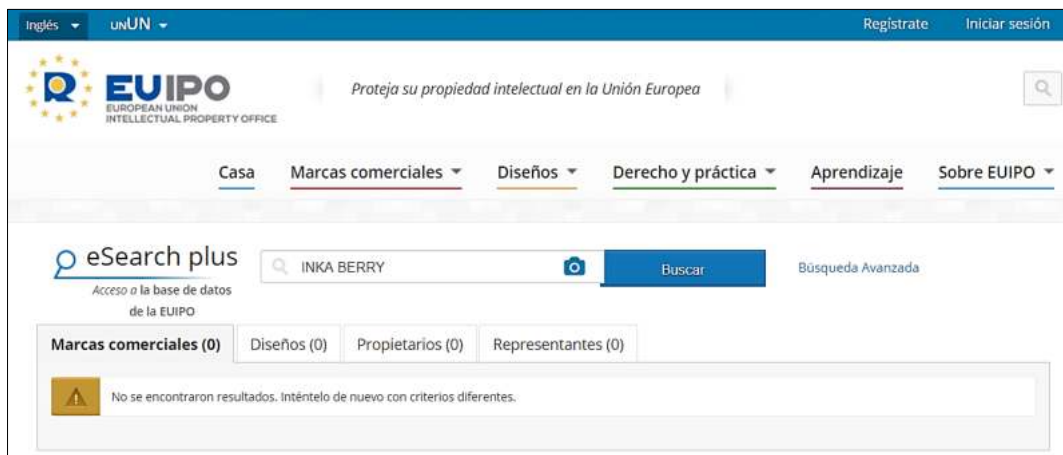 Inglés UNUN Regístrate Iniciar sesión
EUIPO
EUROPEAN UNION
INTELLECTUAL PROPERTY OFFICE
Proteja su propiedad intelectual en la Unión Europea
Casa Marcas comerciales Diseños Derecho y práctica Aprendizaje Sobre EUIPO
eSearch plus
Acceso a la base de datos
de la EUIPO
INKA BERRY Buscar Búsqueda Avanzada
Marcas comerciales (0) Diseños (0) Propietarios (0) Representantes (0)
No se encontraron resultados. Inténtelo de nuevo con criterios diferentes.